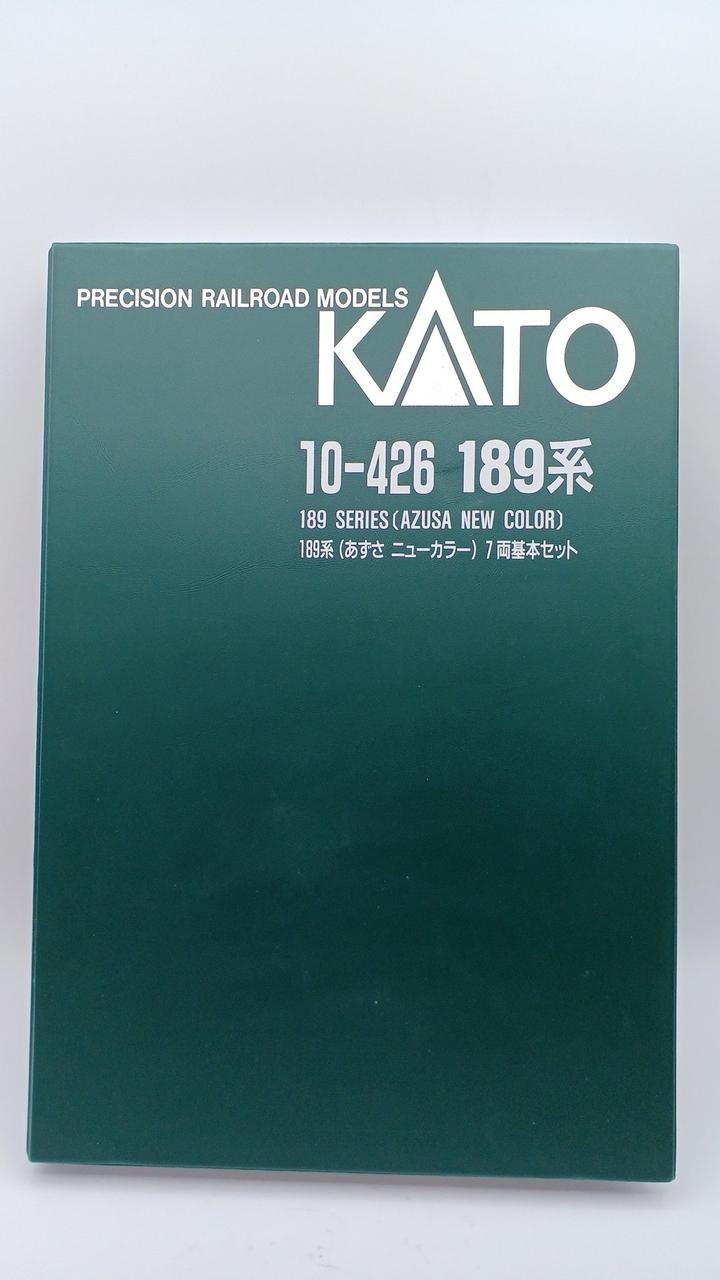 PRECISION RAILROAD MODELS
KATO
10-426 189系
189 SERIES(AZUSA NEW COLOR)
189系(あずさ ニューカラー)7両基本セット